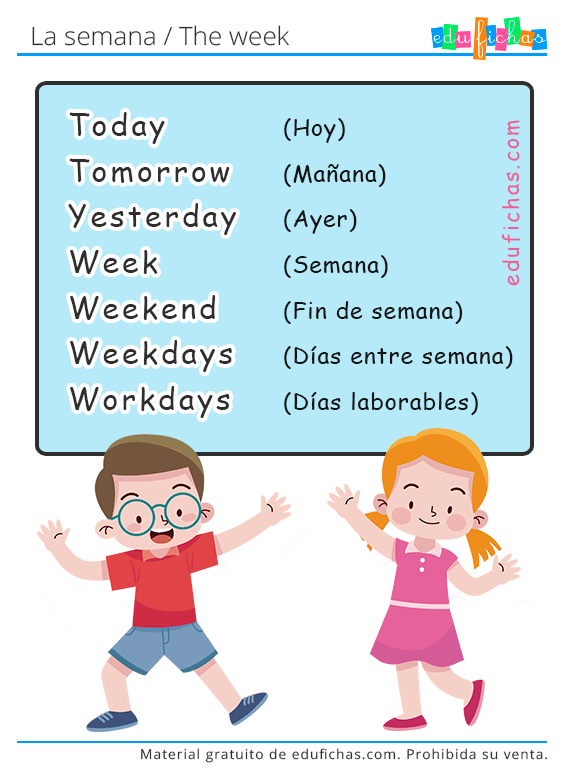 La semana / The week
edufichas
Today (Hoy)
Tomorrow (Mañana)
Yesterday (Ayer)
Week (Semana)
Weekend (Fin de semana)
Weekdays (Días entre semana)
Workdays (Días laborables)
edufichas.com
Material gratuito de edufichas.com. Prohibida su venta.